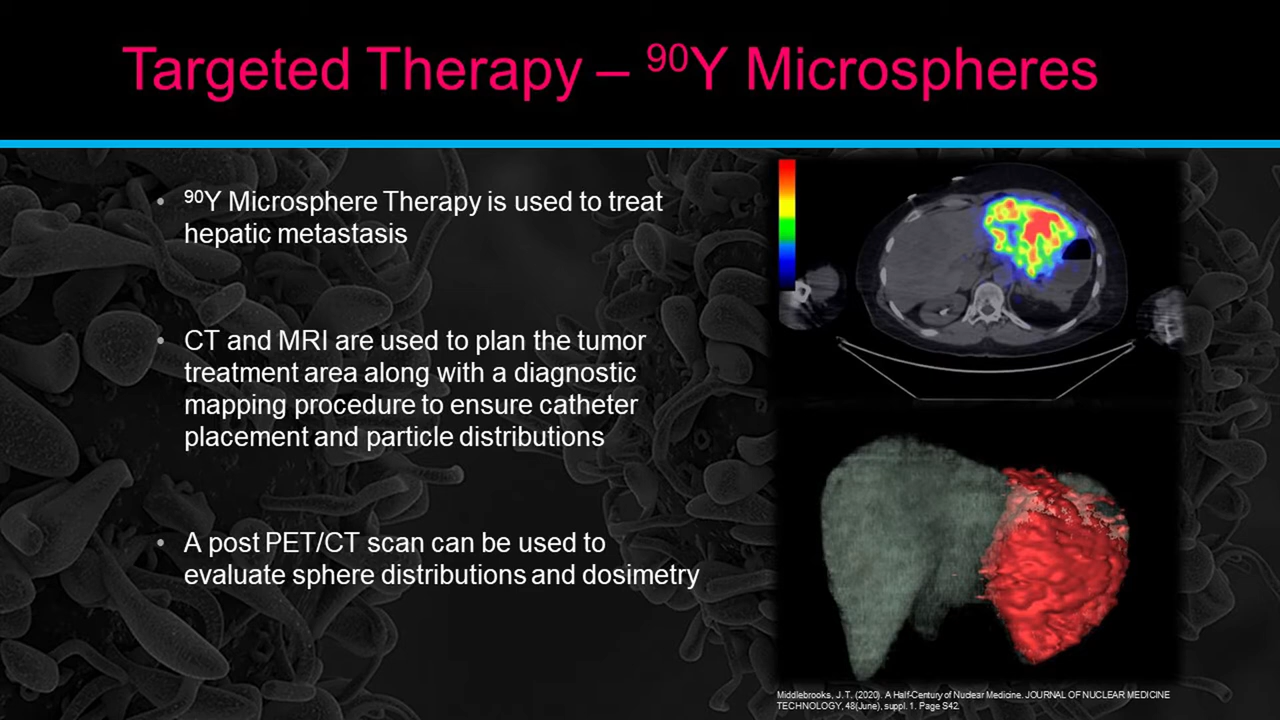 Targeted Therapy – ⁹⁰Y Microspheres
• ⁹⁰Y Microsphere Therapy is used to treat
hepatic metastasis
• CT and MRI are used to plan the tumor
treatment area along with a diagnostic
mapping procedure to ensure catheter
placement and particle distributions
• A post PET/CT scan can be used to
evaluate sphere distributions and dosimetry
Middlebrooks, J.T. (2020). A Half-Century of Nuclear Medicine. JOURNAL OF NUCLEAR MEDICINE
TECHNOLOGY, 48(June), suppl. 1. Page S42.